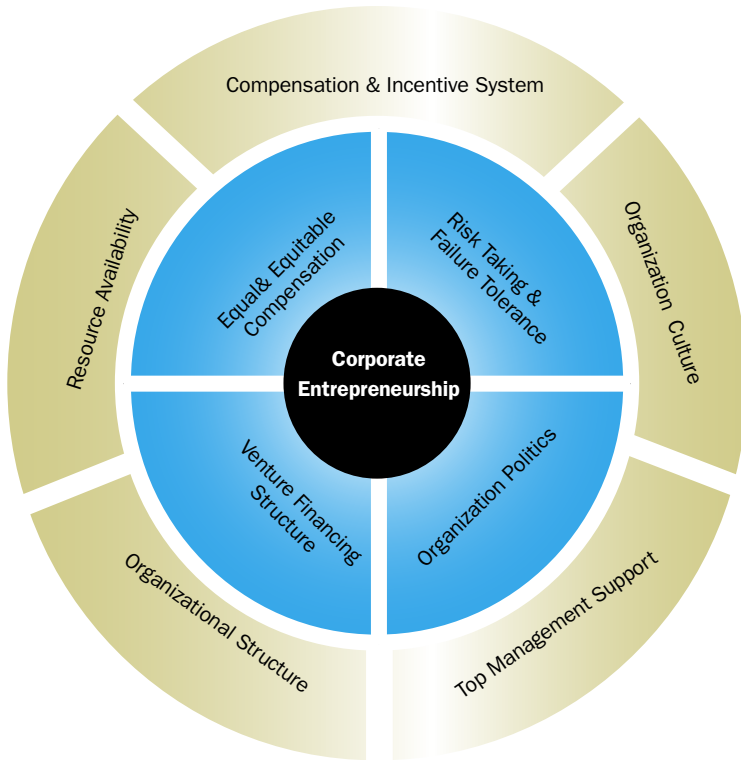 Compensation & Incentive System
Resource Availability
Organization Culture
Equal& Equitable
Compensation
Risk Taking &
Failure Tolerance
Corporate
Entrepreneurship
Venture Financing
Structure
Organization Politics
Organizational Structure
Top Management Support